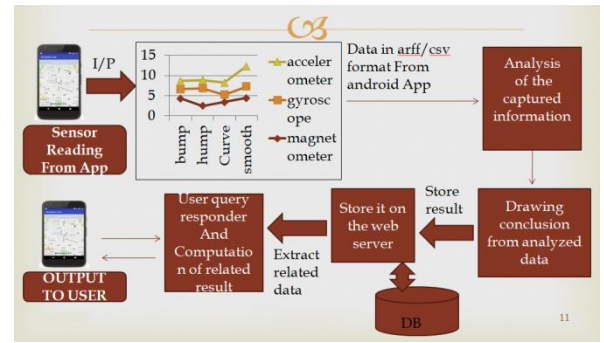 Sensor
Reading
From App
I/P
15
10
5
0
bump
hump
Curve
smooth
acceler
ometer
gyrosc
ope
magnet
ometer
Data in arff/csv
format From
android App
Analysis
of the
captured
information
Drawing
conclusion
from analyzed
data
Store
result
Store it on
the web
server
DB
Extract
related
data
User query
responder
And
Computatio
n of related
result
OUTPUT
TO USER
11